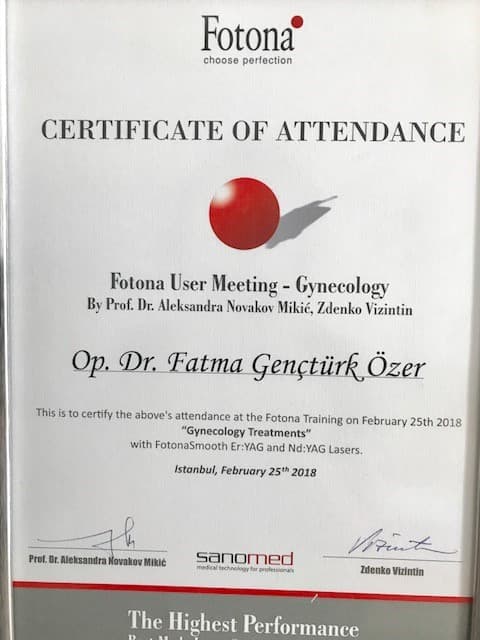 Fotona
choose perfection
CERTIFICATE OF ATTENDANCE
Fotona User Meeting - Gynecology
By Prof. Dr. Aleksandra Novakov Mikić, Zdenko Vizintin
Op. Dr. Fatma Gençtürk Özer
This is to certify the above's attendance at the Fotona Training on February 25th 2018
"Gynecology Treatments"
with FotonaSmooth Er:YAG and Nd:YAG Lasers.
Istanbul, February 25th 2018
Prof. Dr. Aleksandra Novakov Mikić
sanomed
medical technology for professionals
Zdenko Vizintin
The Highest Performance